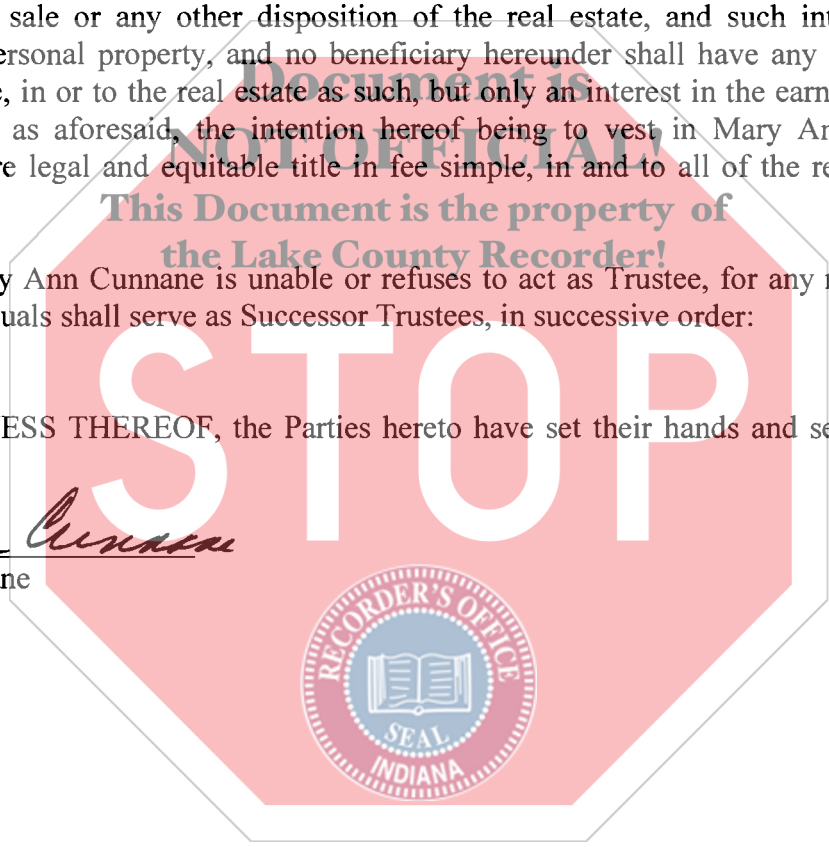 sale or any other disposition of the real estate, and such int
ersonal property, and no beneficiary hereunder shall have any
Document is
e, in or to the real estate as such, but only an interest in the earn
as aforesaid, the intention hereof being to vest in Mary An
NOT OFFICIAL!
re legal and equitable title in fee simple, in and to all of the re
This Document is the property of
the Lake County Recorder!
y Ann Cunnane is unable or refuses to act as Trustee, for any r
uals shall serve as Successor Trustees, in successive order:
STOP
ESS THEREOF, the Parties hereto have set their hands and se
Cunnane
ne
RECORDER'S OFFICE
SEAL
INDIANA